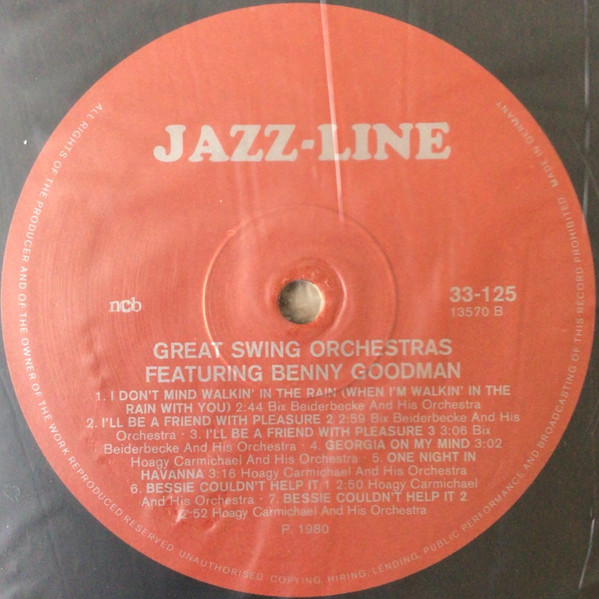 JAZZ-LINE
ncb
33-125
13570 B
GREAT SWING ORCHESTRAS
FEATURING BENNY GOODMAN
1. I DON'T MIND WALKIN' IN THE RAIN (WHEN I'M WALKIN' IN THE
RAIN WITH YOU) 2:44 Bix Beiderbecke And His Orchestra ·
2. I'LL BE A FRIEND WITH PLEASURE 2 2:59 Bix Beiderbecke And His
Orchestra · 3. I'LL BE A FRIEND WITH PLEASURE 3 3:06 Bix
Beiderbecke And His Orchestra · 4. GEORGIA ON MY MIND 3:02
Hoagy Carmichael And His Orchestra · 5. ONE NIGHT IN
HAVANNA 3:16 Hoagy Carmichael And His Orchestra ·
6. BESSIE COULDN'T HELP IT 1 2:50 Hoagy Carmichael
And His Orchestra · 7. BESSIE COULDN'T HELP IT 2
2:52 Hoagy Carmichael And His Orchestra
P. 1980
ALL RIGHTS OF THE PRODUCER AND OF THE OWNER OF THE WORK REPRODUCED RESERVED. UNAUTHORISED COPYING, HIRING, LENDING, PUBLIC PERFORMANCE AND BROADCASTING OF THIS RECORD PROHIBITED. MADE IN GERMANY